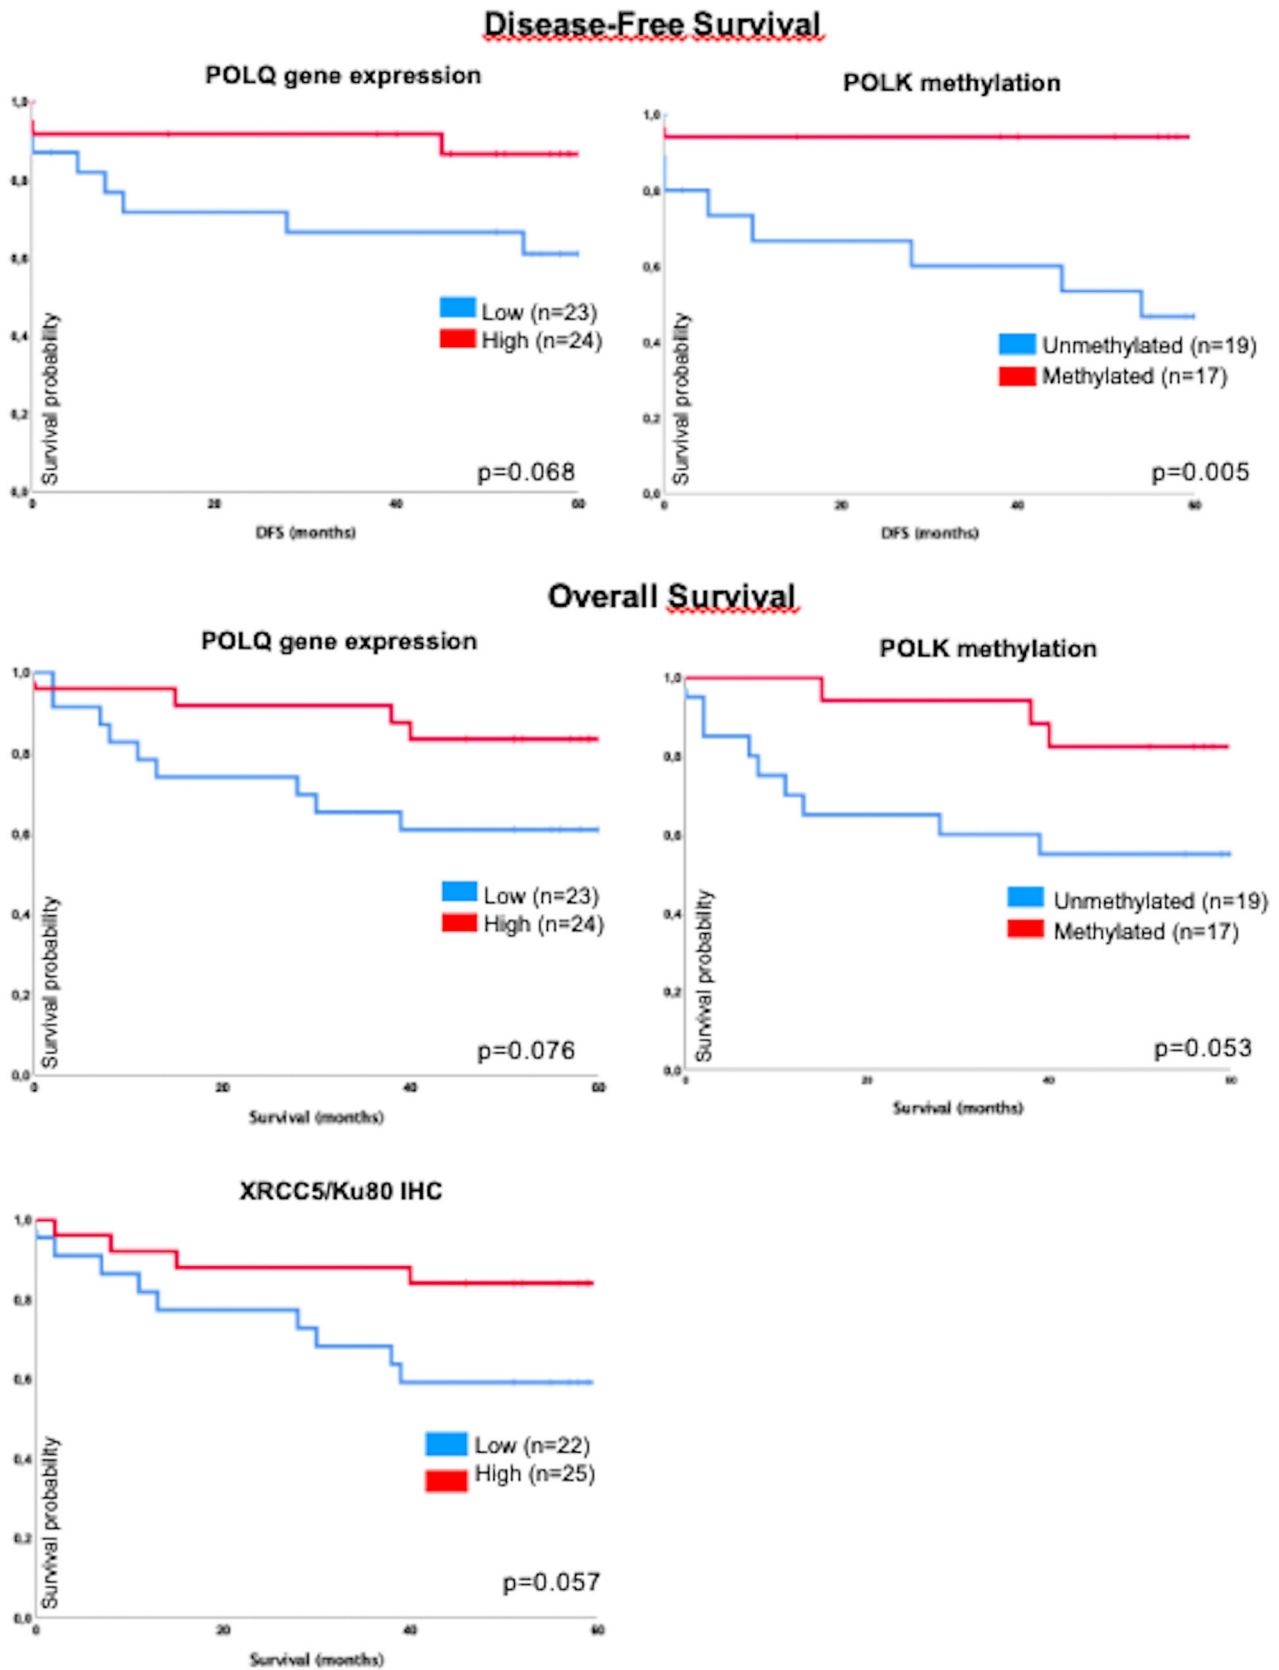 Disease-Free Survival
POLQ gene expression
1,0
0,8
0,6
0,4
0,2
0,0
Survival probability
Low (n=23)
High (n=24)
p=0.068
0 20 40 60
DFS (months)
POLK methylation
1,0
0,8
0,6
0,4
0,2
0,0
Survival probability
Unmethylated (n=19)
Methylated (n=17)
p=0.005
0 20 40 60
DFS (months)
Overall Survival
POLQ gene expression
1,0
0,8
0,6
0,4
0,2
0,0
Survival probability
Low (n=23)
High (n=24)
p=0.076
0 20 40 60
Survival (months)
POLK methylation
1,0
0,8
0,6
0,4
0,2
0,0
Survival probability
Unmethylated (n=19)
Methylated (n=17)
p=0.053
0 20 40 60
Survival (months)
XRCC5/Ku80 IHC
1,0
0,8
0,6
0,4
0,2
0,0
Survival probability
Low (n=22)
High (n=25)
p=0.057
0 20 40 60
Survival (months)